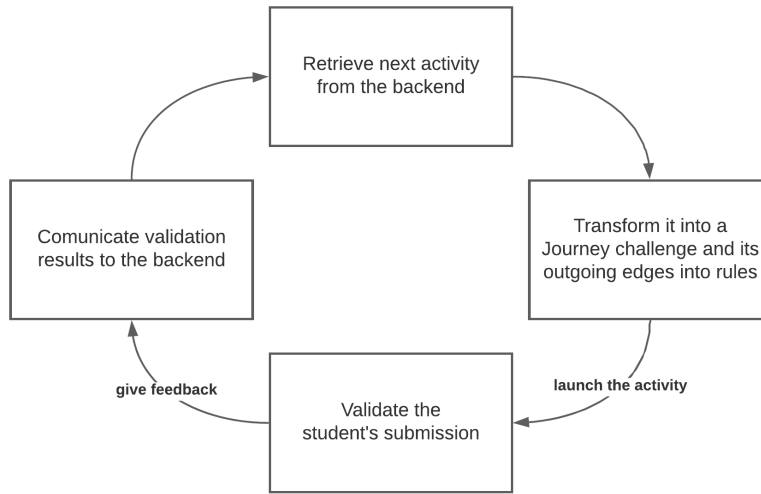 Retrieve next activity
from the backend
Transform it into a
Journey challenge and its
outgoing edges into rules
launch the activity
Validate the
student's submission
give feedback
Comunicate validation
results to the backend